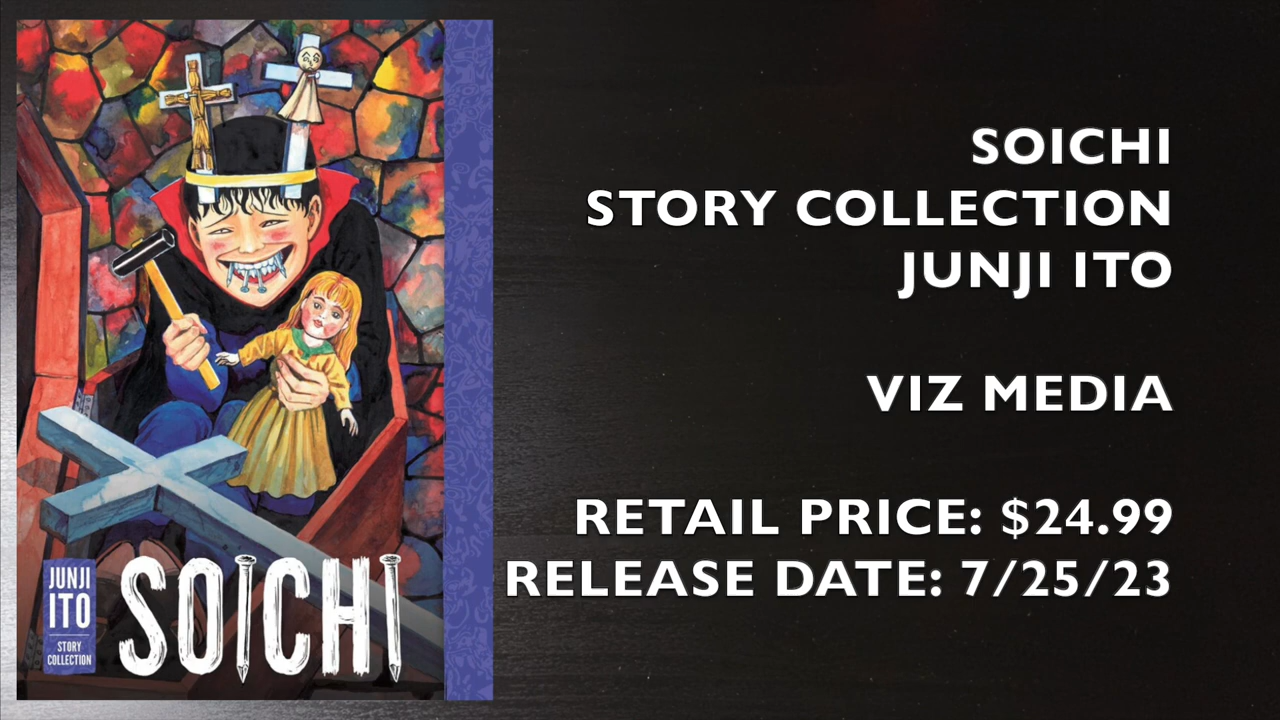 JUNJI
ITO
STORY
COLLECTION
SOICHI
SOICHI
STORY COLLECTION
JUNJI ITO
VIZ MEDIA
RETAIL PRICE: $24.99
RELEASE DATE: 7/25/23